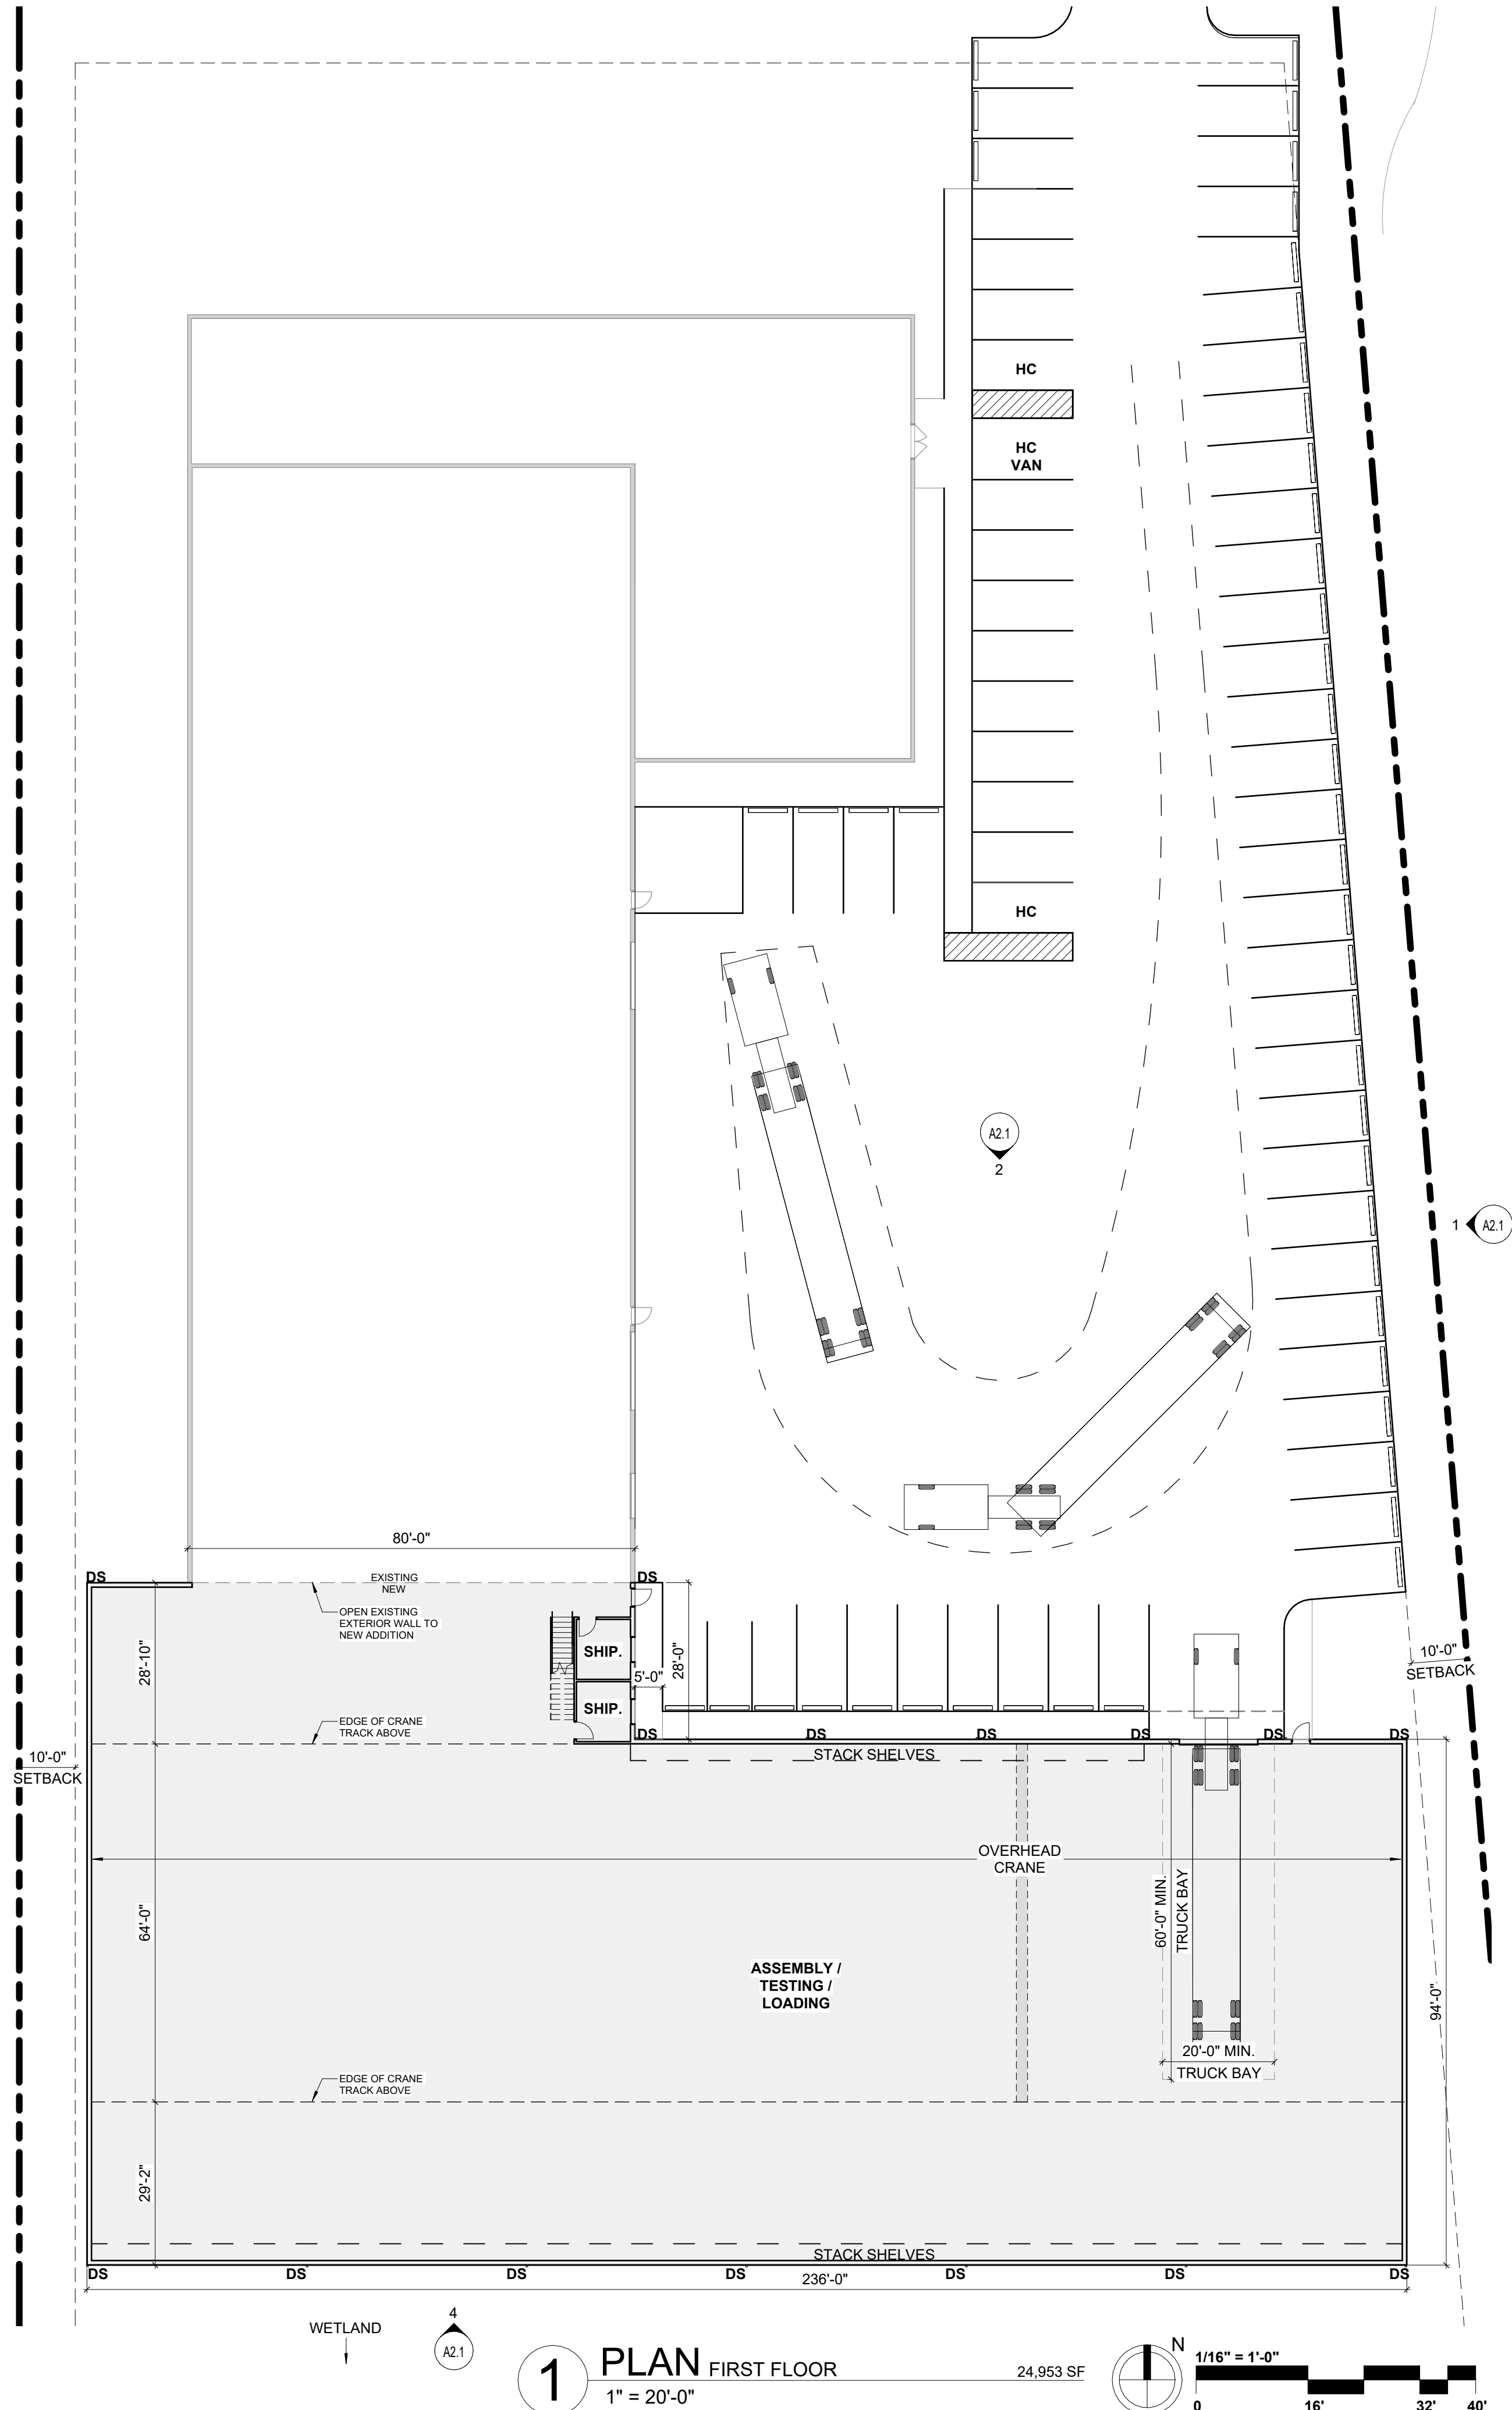 HC
HC
VAN
HC
A2.1
2
1
A2.1
80'-0"
DS
EXISTING
NEW
DS
OPEN EXISTING
EXTERIOR WALL TO
NEW ADDITION
28'-10"
SHIP.
5'-0"
28'-0"
SHIP.
10'-0"
SETBACK
EDGE OF CRANE
TRACK ABOVE
DS
DS
DS
DS
DS
DS
STACK SHELVES
10'-0"
SETBACK
OVERHEAD
CRANE
64'-0"
60'-0" MIN.
TRUCK BAY
ASSEMBLY /
TESTING /
LOADING
94'-0"
20'-0" MIN.
TRUCK BAY
EDGE OF CRANE
TRACK ABOVE
29'-2"
STACK SHELVES
DS
DS
DS
DS
DS
DS
DS
236'-0"
WETLAND
4
A2.1
1
PLAN FIRST FLOOR
24,953 SF
1" = 20'-0"
N
1/16" = 1'-0"
0
16'
32'
40'